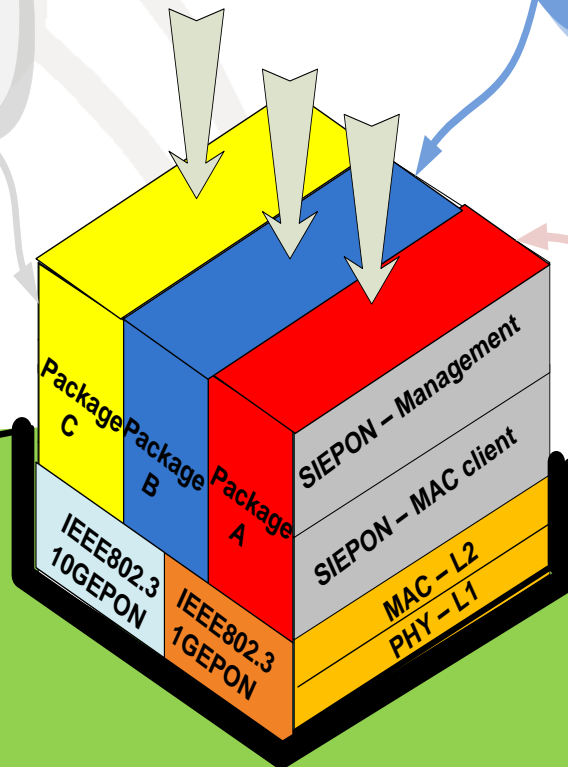 Package
C
Package
B
Package
A
SIEPON – Management
SIEPON – MAC client
MAC – L2
PHY – L1
IEEE802.3
10GEPON
IEEE802.3
1GEPON